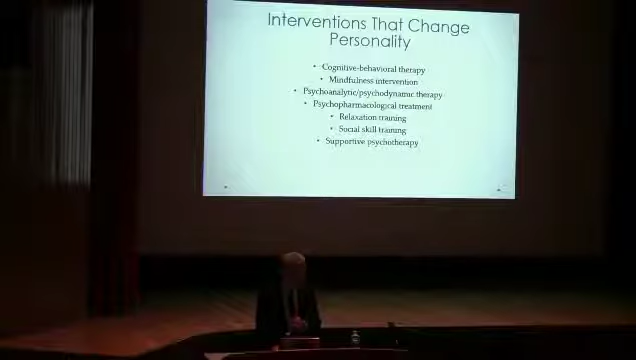 Interventions That Change
Personality
• Cognitive-behavioral therapy
• Mindfulness intervention
• Psychoanalytic/psychodynamic therapy
• Psychopharmacological treatment
• Relaxation training
• Social skill training
• Supportive psychotherapy